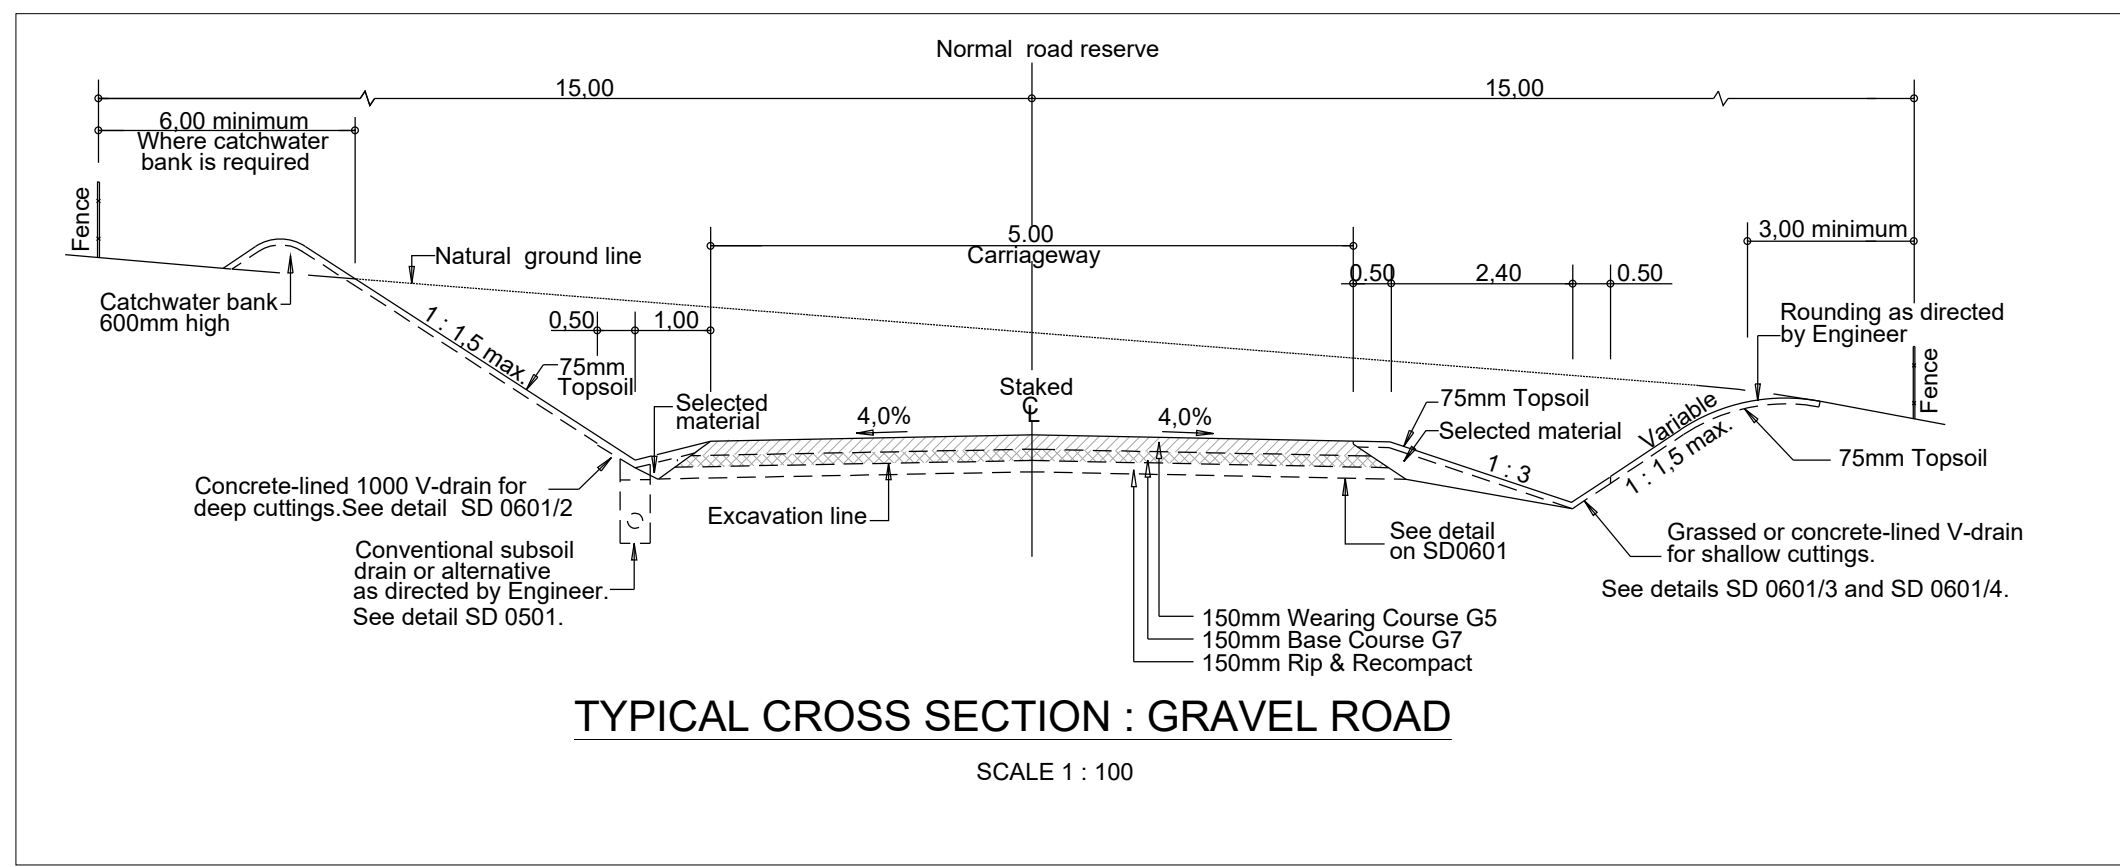 Normal road reserve
15,00
15,00
6,00 minimum
Where catchwater
bank is required
Fence
5.00
Carriageway
3,00 minimum
Natural ground line
0.50
2,40
0.50
Catchwater bank
600mm high
1 : 1,5 max.
0,50
1,00
Rounding as directed
by Engineer
75mm
Topsoil
Fence
Staked
CL
Selected
material
4,0%
4,0%
75mm Topsoil
Selected material
Variable
1 : 1,5 max.
75mm Topsoil
1 : 3
Concrete-lined 1000 V-drain for
deep cuttings.See detail SD 0601/2
Excavation line
See detail
on SD0601
Grassed or concrete-lined V-drain
for shallow cuttings.
See details SD 0601/3 and SD 0601/4.
Conventional subsoil
drain or alternative
as directed by Engineer.
See detail SD 0501.
150mm Wearing Course G5
150mm Base Course G7
150mm Rip & Recompact
TYPICAL CROSS SECTION : GRAVEL ROAD
SCALE 1 : 100